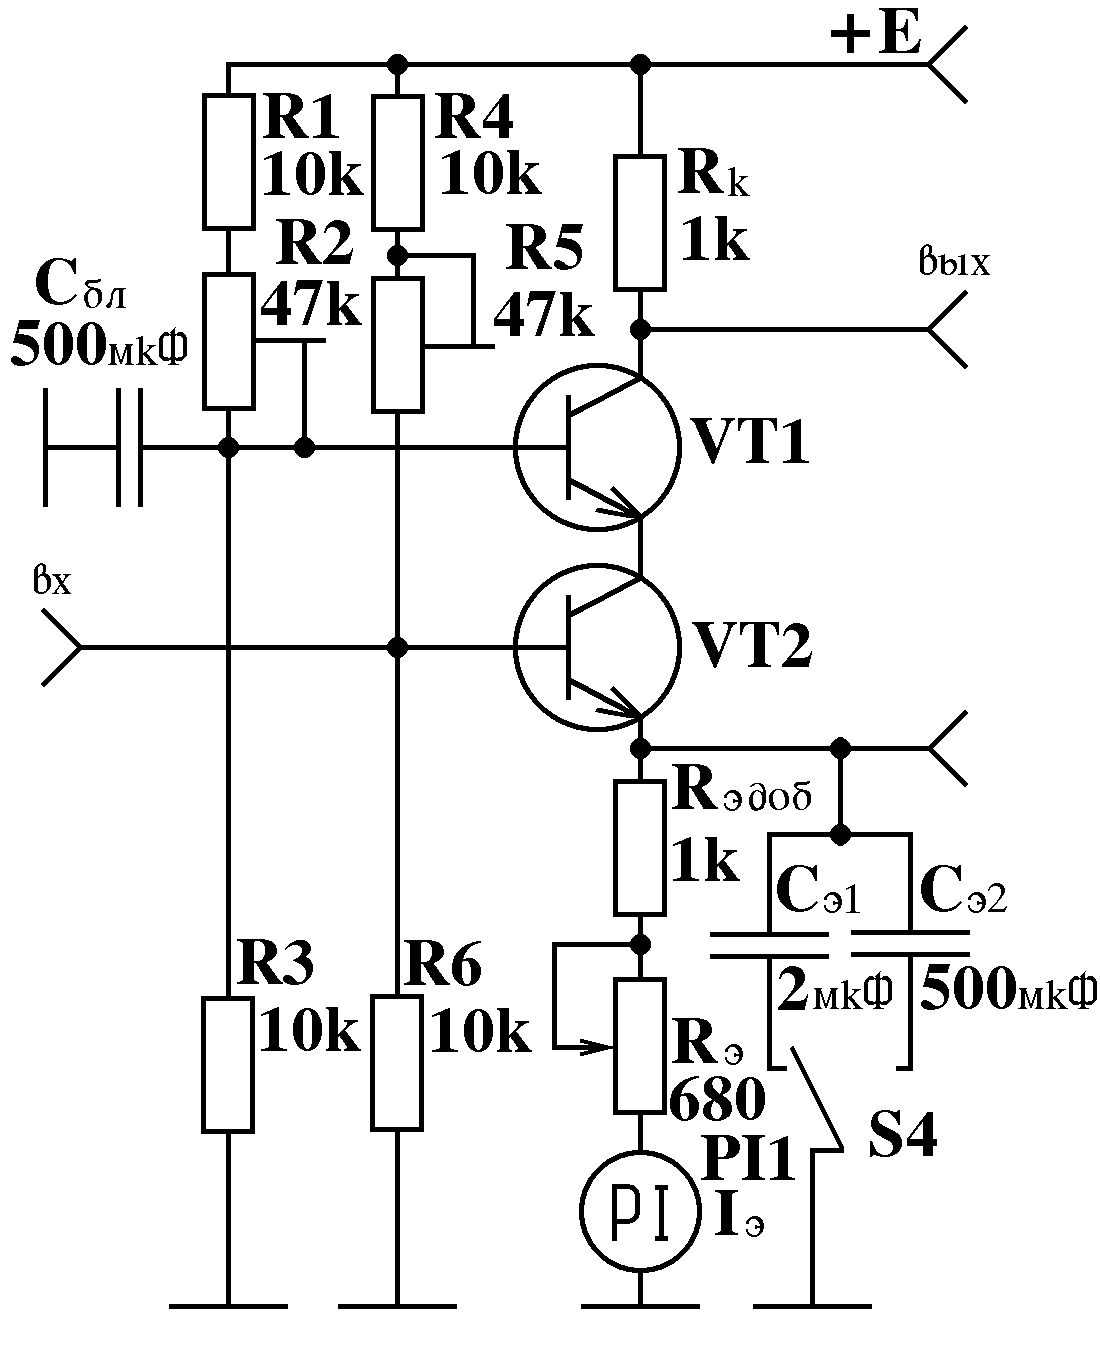 +E
R1
10k
R4
10k
Rk
1k
R2
47k
R5
47k
вых
Cбл
500мкФ
VT1
вх
VT2
Rэдоб
1k
Cэ1
2мкФ
Cэ2
500мкФ
R3
10k
R6
10k
Rэ
680
S4
PI1
Iэ
PI